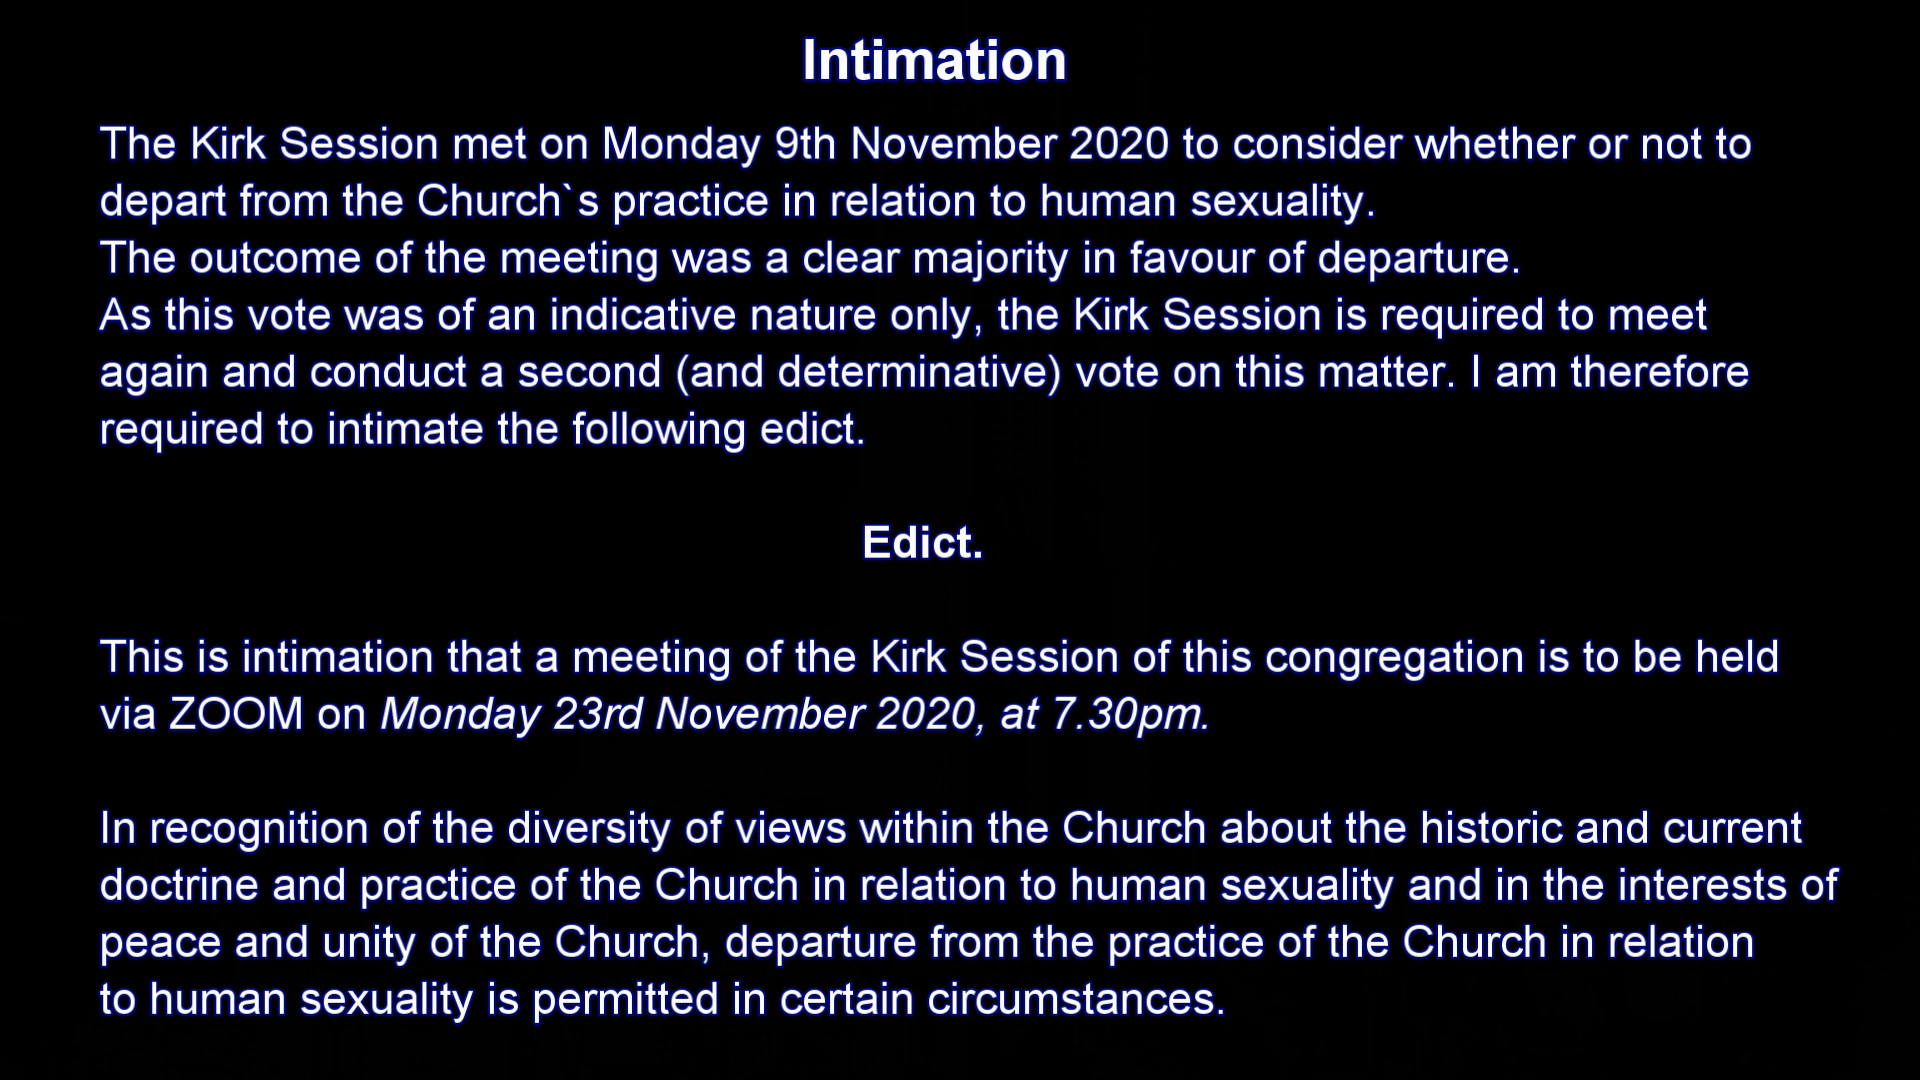 Intimation
The Kirk Session met on Monday 9th November 2020 to consider whether or not to
depart from the Church`s practice in relation to human sexuality.
The outcome of the meeting was a clear majority in favour of departure.
As this vote was of an indicative nature only, the Kirk Session is required to meet
again and conduct a second (and determinative) vote on this matter. I am therefore
required to intimate the following edict.
Edict.
This is intimation that a meeting of the Kirk Session of this congregation is to be held
via ZOOM on Monday 23rd November 2020, at 7.30pm.
In recognition of the diversity of views within the Church about the historic and current
doctrine and practice of the Church in relation to human sexuality and in the interests of
peace and unity of the Church, departure from the practice of the Church in relation
to human sexuality is permitted in certain circumstances.